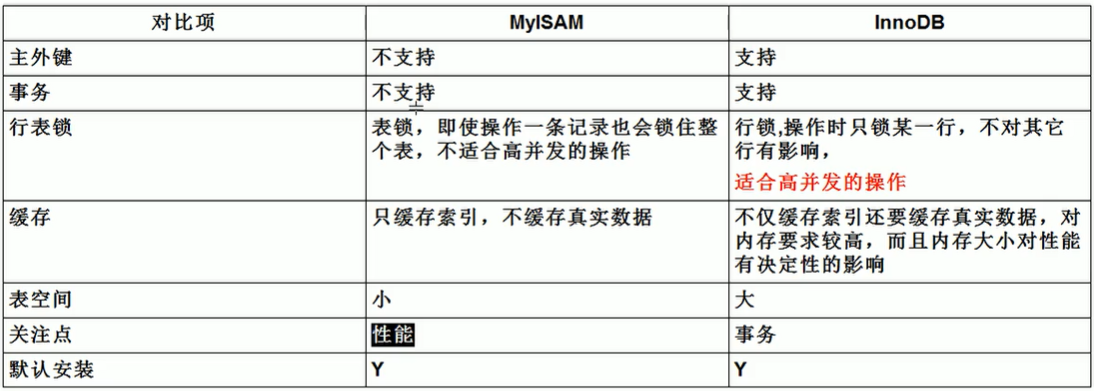 对比项 MyISAM InnoDB
主外键 不支持 支持
事务 不支持 支持
行表锁 表锁，即使操作一条记录也会锁住整 行锁,操作时只锁某一行，不对其它
个表，不适合高并发的操作 行有影响，
适合高并发的操作
缓存 只缓存索引，不缓存真实数据 不仅缓存索引还要缓存真实数据，对
内存要求较高，而且内存大小对性能
有决定性的影响
表空间 小 大
关注点 性能 事务
默认安装 Y Y